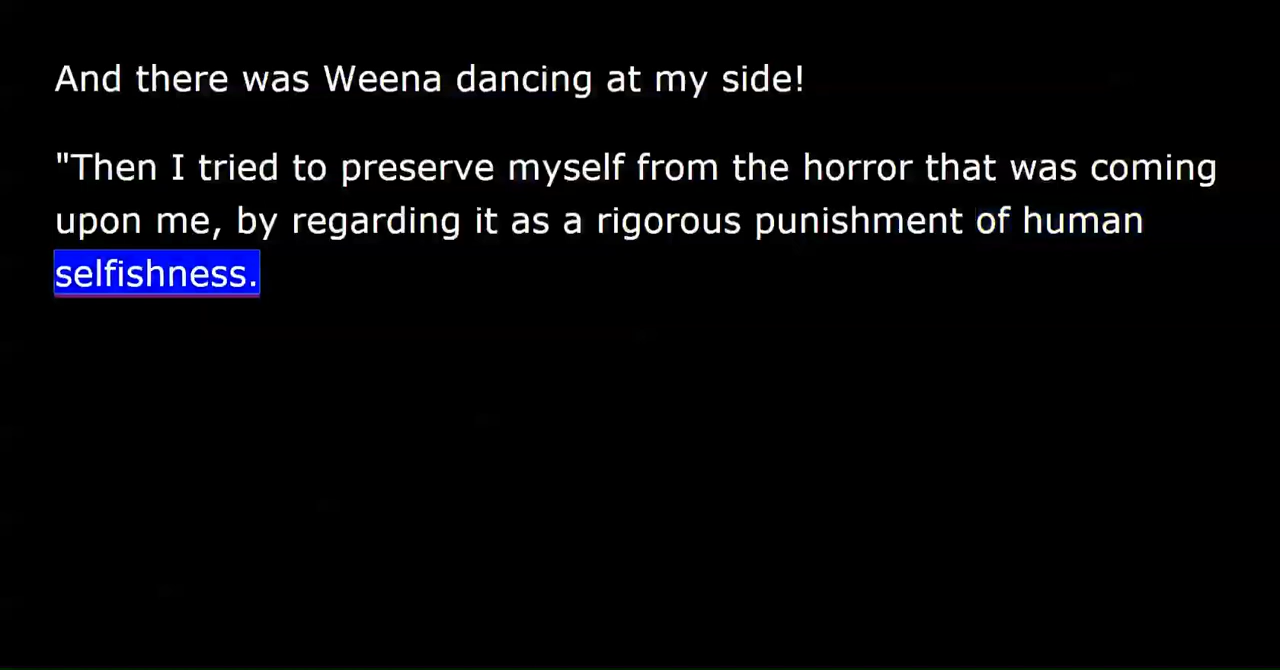 And there was Weena dancing at my side!
"Then I tried to preserve myself from the horror that was coming
upon me, by regarding it as a rigorous punishment of human
selfishness.